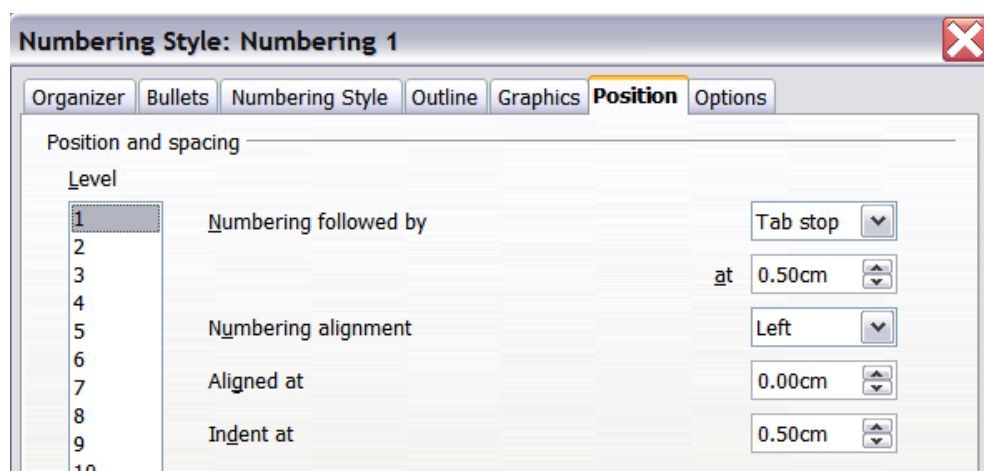 Numbering Style: Numbering 1
Organizer Bullets Numbering Style Outline Graphics Position Options
Position and spacing
Level
1 Numbering followed by Tab stop
2
3 at 0.50cm
4
5 Numbering alignment Left
6
7 Aligned at 0.00cm
8
9 Indent at 0.50cm
10